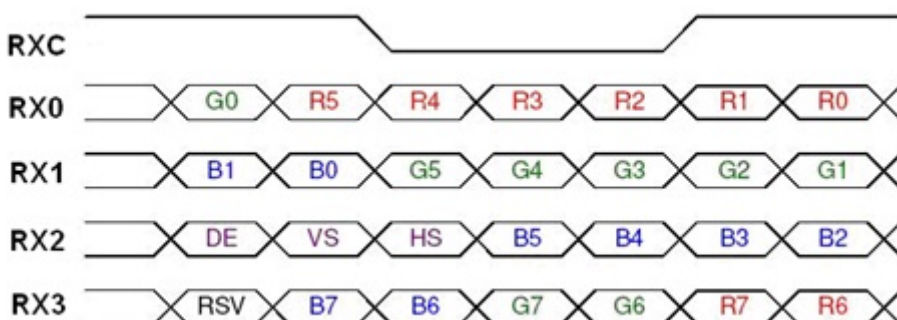 RXC
RX0 G0 R5 R4 R3 R2 R1 R0
RX1 B1 B0 G5 G4 G3 G2 G1
RX2 DE VS HS B5 B4 B3 B2
RX3 RSV B7 B6 G7 G6 R7 R6